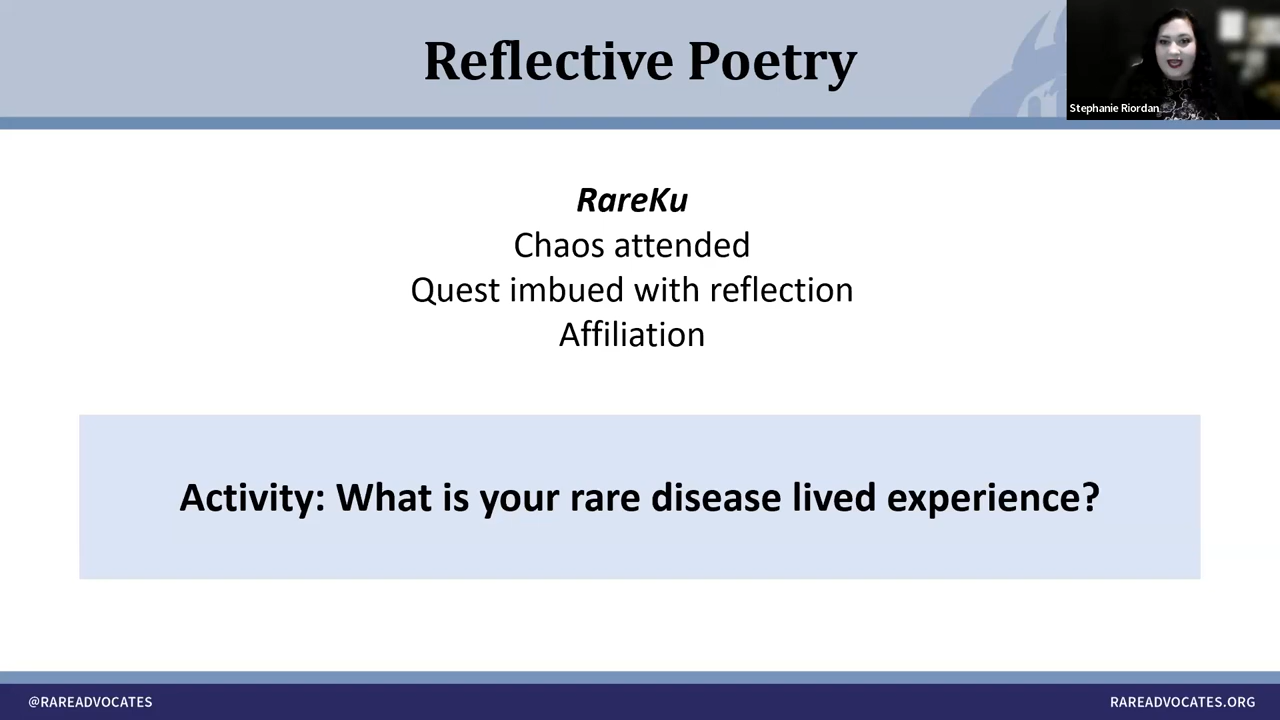 Reflective Poetry
Stephanie Riordan
RareKu
Chaos attended
Quest imbued with reflection
Affiliation
Activity: What is your rare disease lived experience?
@RAREADVOCATES
RAREADVOCATES.ORG